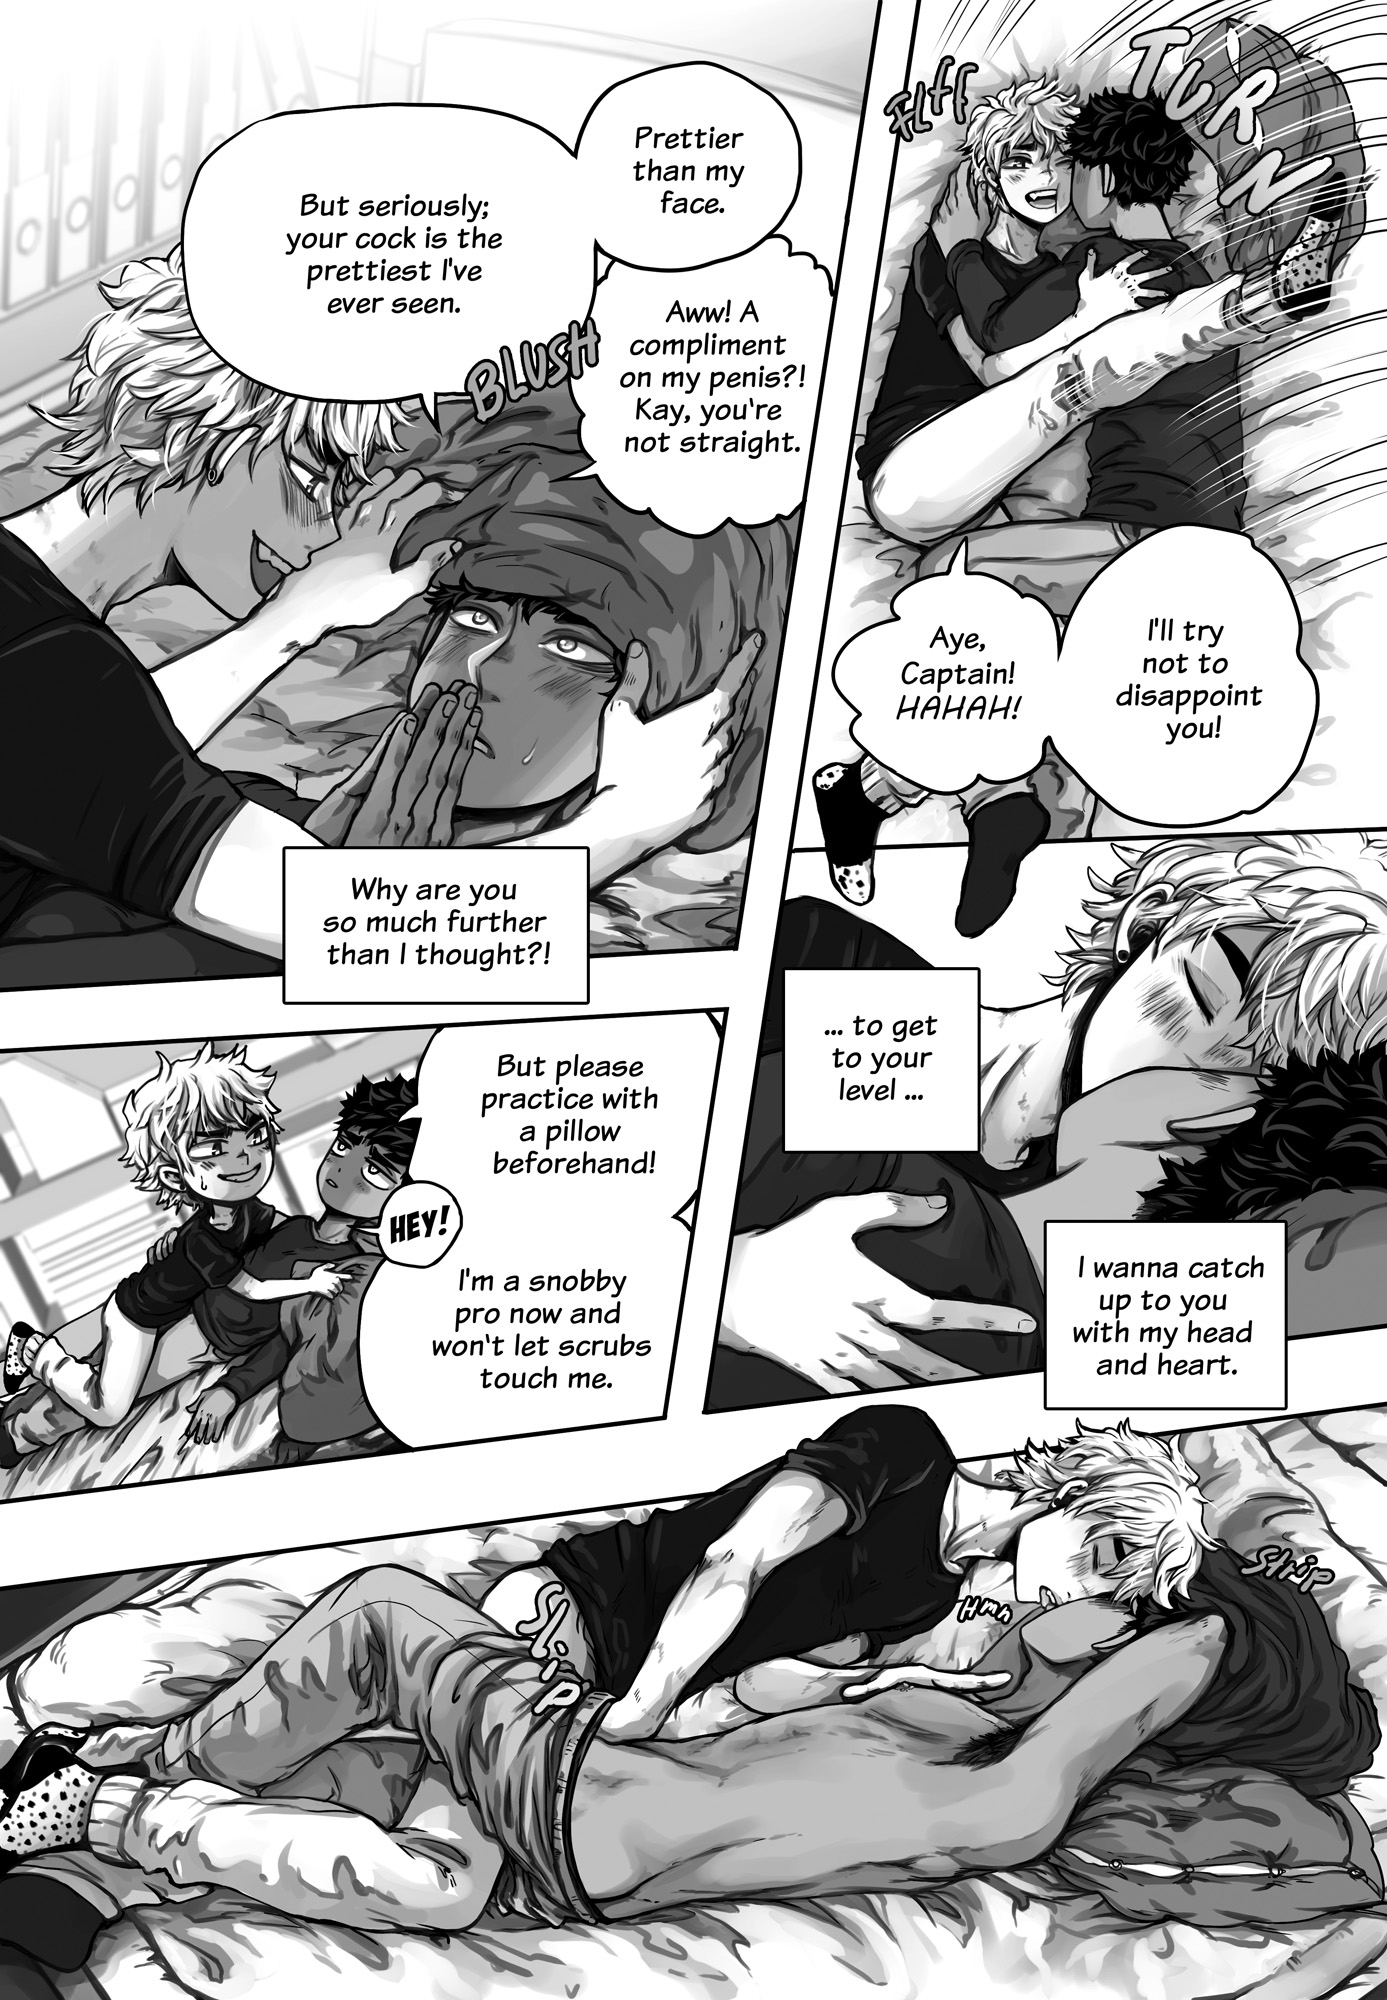 But seriously;
your cock is the
prettiest I've
ever seen.
Prettier
than my
face.
BLUSH
Aww! A
compliment
on my penis?!
Kay, you're
not straight.
Why are you
so much further
than I thought?!
FLFF
TURN
Aye,
Captain!
HAHAH!
I'll try
not to
disappoint
you!
But please
practice with
a pillow
beforehand!
HEY!
I'm a snobby
pro now and
won't let scrubs
touch me.
... to get
to your
level ...
I wanna catch
up to you
with my head
and heart.
SLIP
Hmm
STRIP